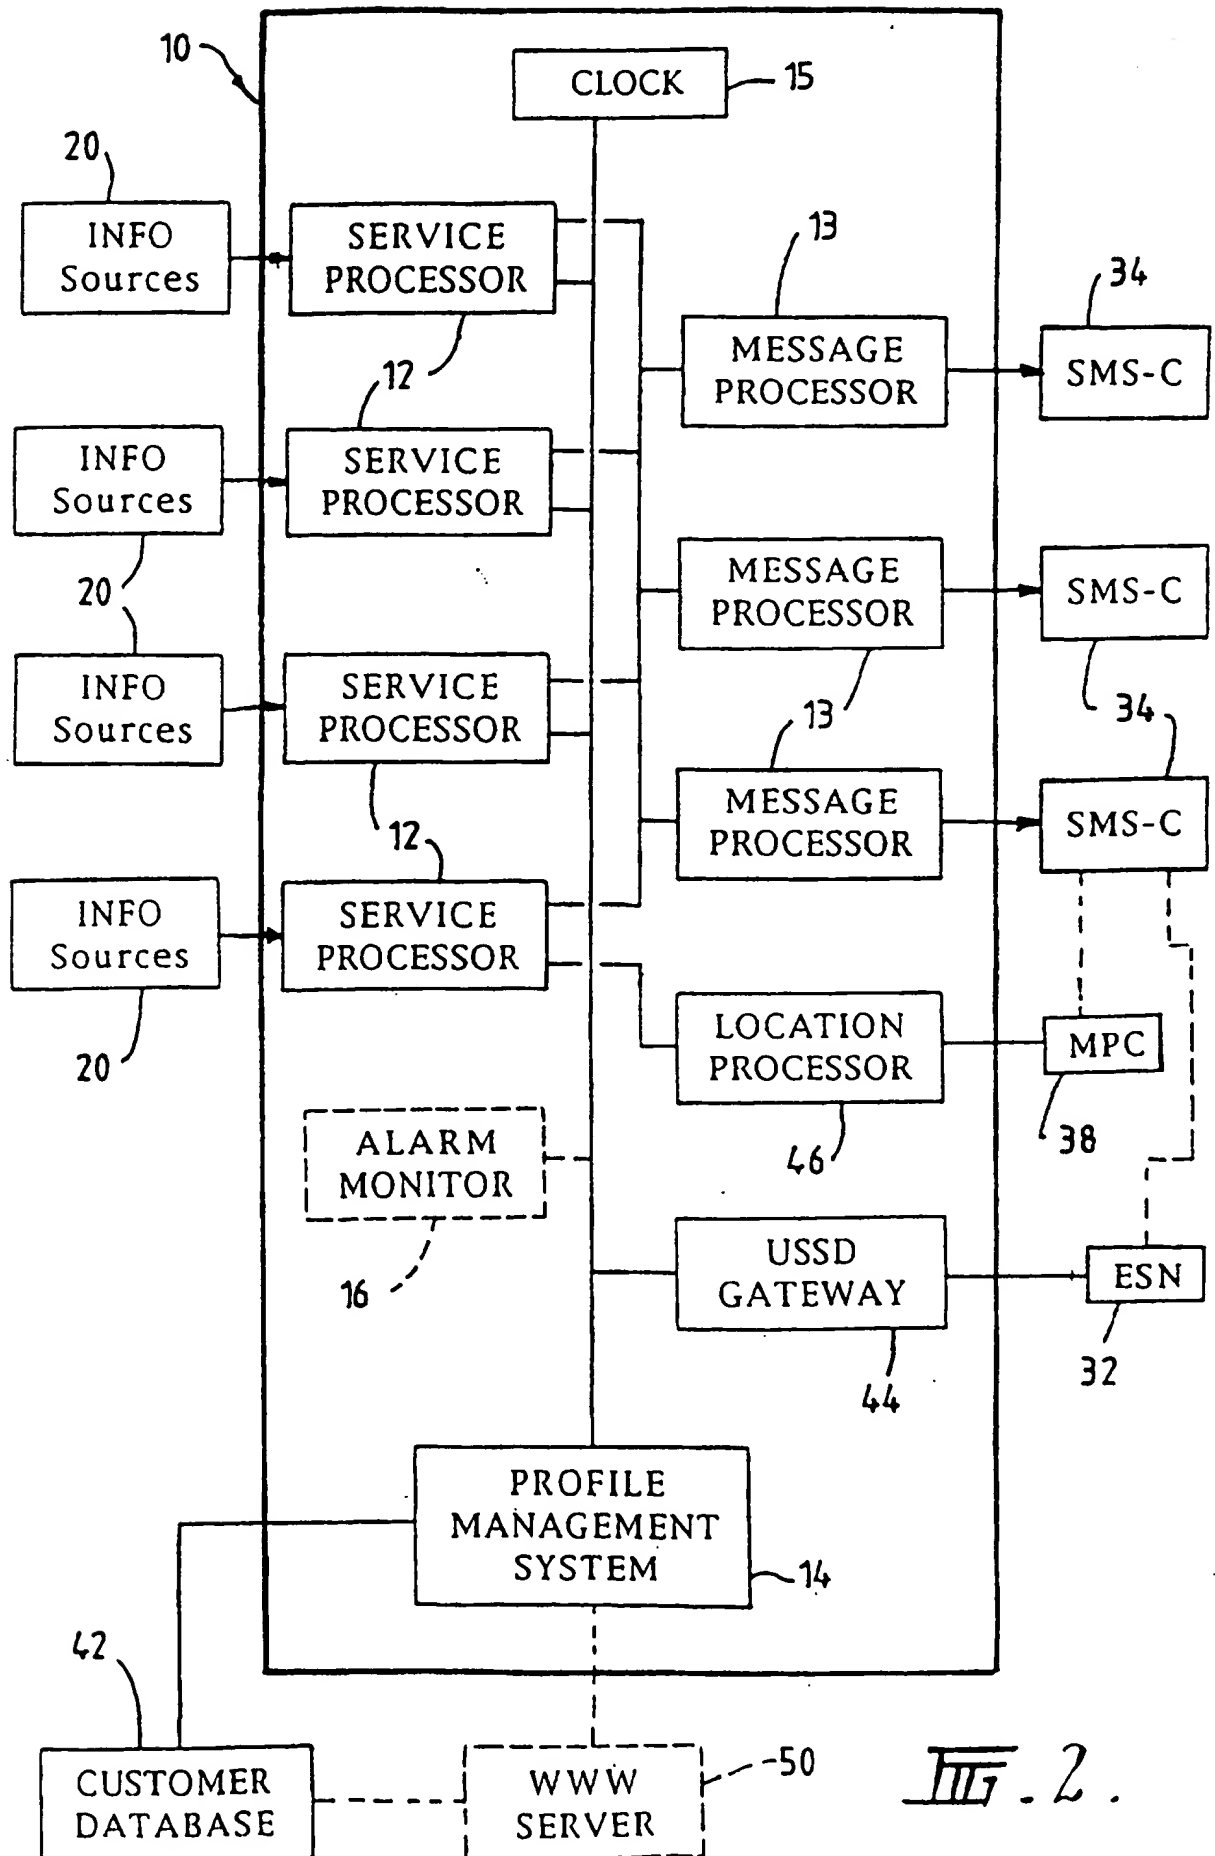 10
CLOCK
15
20
INFO
Sources
SERVICE
PROCESSOR
13
34
12
MESSAGE
PROCESSOR
SMS-C
INFO
Sources
SERVICE
PROCESSOR
20
MESSAGE
PROCESSOR
SMS-C
INFO
Sources
SERVICE
PROCESSOR
13
34
12
MESSAGE
PROCESSOR
SMS-C
INFO
Sources
SERVICE
PROCESSOR
20
LOCATION
PROCESSOR
MPC
38
46
ALARM
MONITOR
16
USSD
GATEWAY
ESN
32
44
PROFILE
MANAGEMENT
SYSTEM
14
42
CUSTOMER
DATABASE
WWW
SERVER
50
FIG. 2.